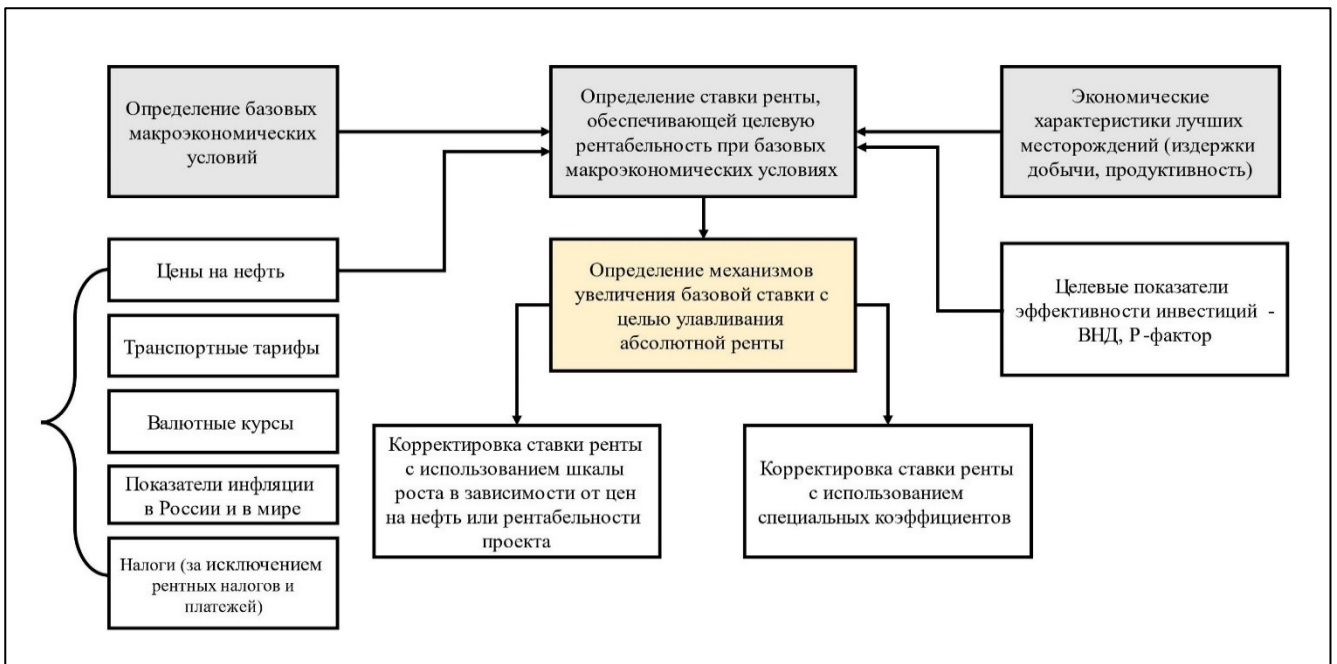 Определение базовых
макроэкономических
условий
Определение ставки ренты,
обеспечивающей целевую
рентабельность при базовых
макроэкономических условиях
Экономические
характеристики лучших
месторождений (издержки
добычи, продуктивность)
Цены на нефть
Транспортные тарифы
Валютные курсы
Показатели инфляции
в России и в мире
Налоги (за исключением
рентных налогов и
платежей)
Определение механизмов
увеличения базовой ставки с
целью улавливания
абсолютной ренты
Целевые показатели
эффективности инвестиций -
ВНД, Р-фактор
Корректировка ставки ренты
с использованием шкалы
роста в зависимости от цен
на нефть или рентабельности
проекта
Корректировка ставки ренты
с использованием
специальных коэффициентов